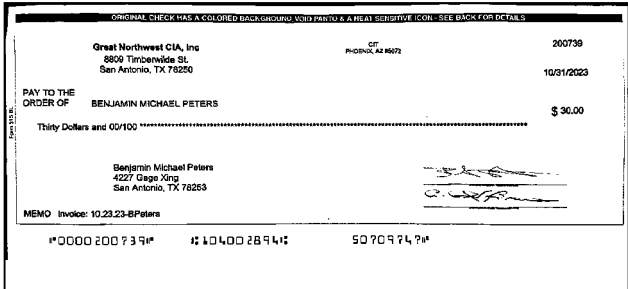 ORIGINAL CHECK HAS A COLORED BACKGROUND, VOID PANTO & A HEAT SENSITIVE ICON - SEE BACK FOR DETAILS
Great Northwest CIA, Inc
8809 Timberwilde St.
San Antonio, TX 78250
CIT
PHOENIX, AZ 85072
200739
10/31/2023
PAY TO THE
ORDER OF BENJAMIN MICHAEL PETERS
$ 30.00
Thirty Dollars and 00/100 ****************************************************************
Benjamin Michael Peters
4227 Gage Xing
San Antonio, TX 78253
MEMO Invoice: 10.23.23-BPeters
⑈0000200739⑈ ⑆104002894⑆ 50709747⑈